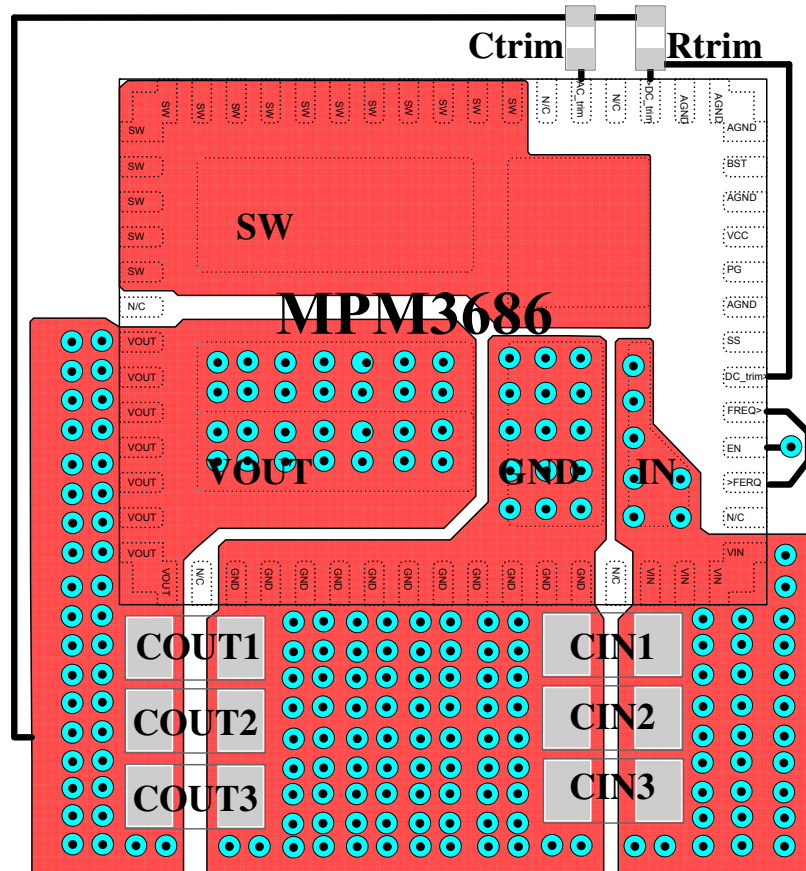 Ctrim Rtrim
SW SW SW SW SW SW SW SW SW SW SW N/C AC_trim N/C >DC_trim AGND AGND
SW AGND
SW BST
SW AGND
SW VCC
SW PG
N/C AGND
SW
MPM3686
VOUT SS
VOUT DC_trim>
VOUT FREQ>
VOUT EN
VOUT >FERQ
VOUT N/C
VOUT VIN
VOUT GND IN
VOUT N/C GND GND GND GND GND GND GND GND GND GND GND N/C VIN VIN VIN
COUT1 CIN1
COUT2 CIN2
COUT3 CIN3